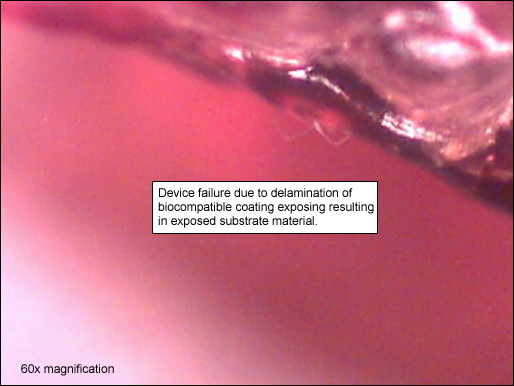 Device failure due to delamination of
biocompatible coating exposing resulting
in exposed substrate material.
60x magnification